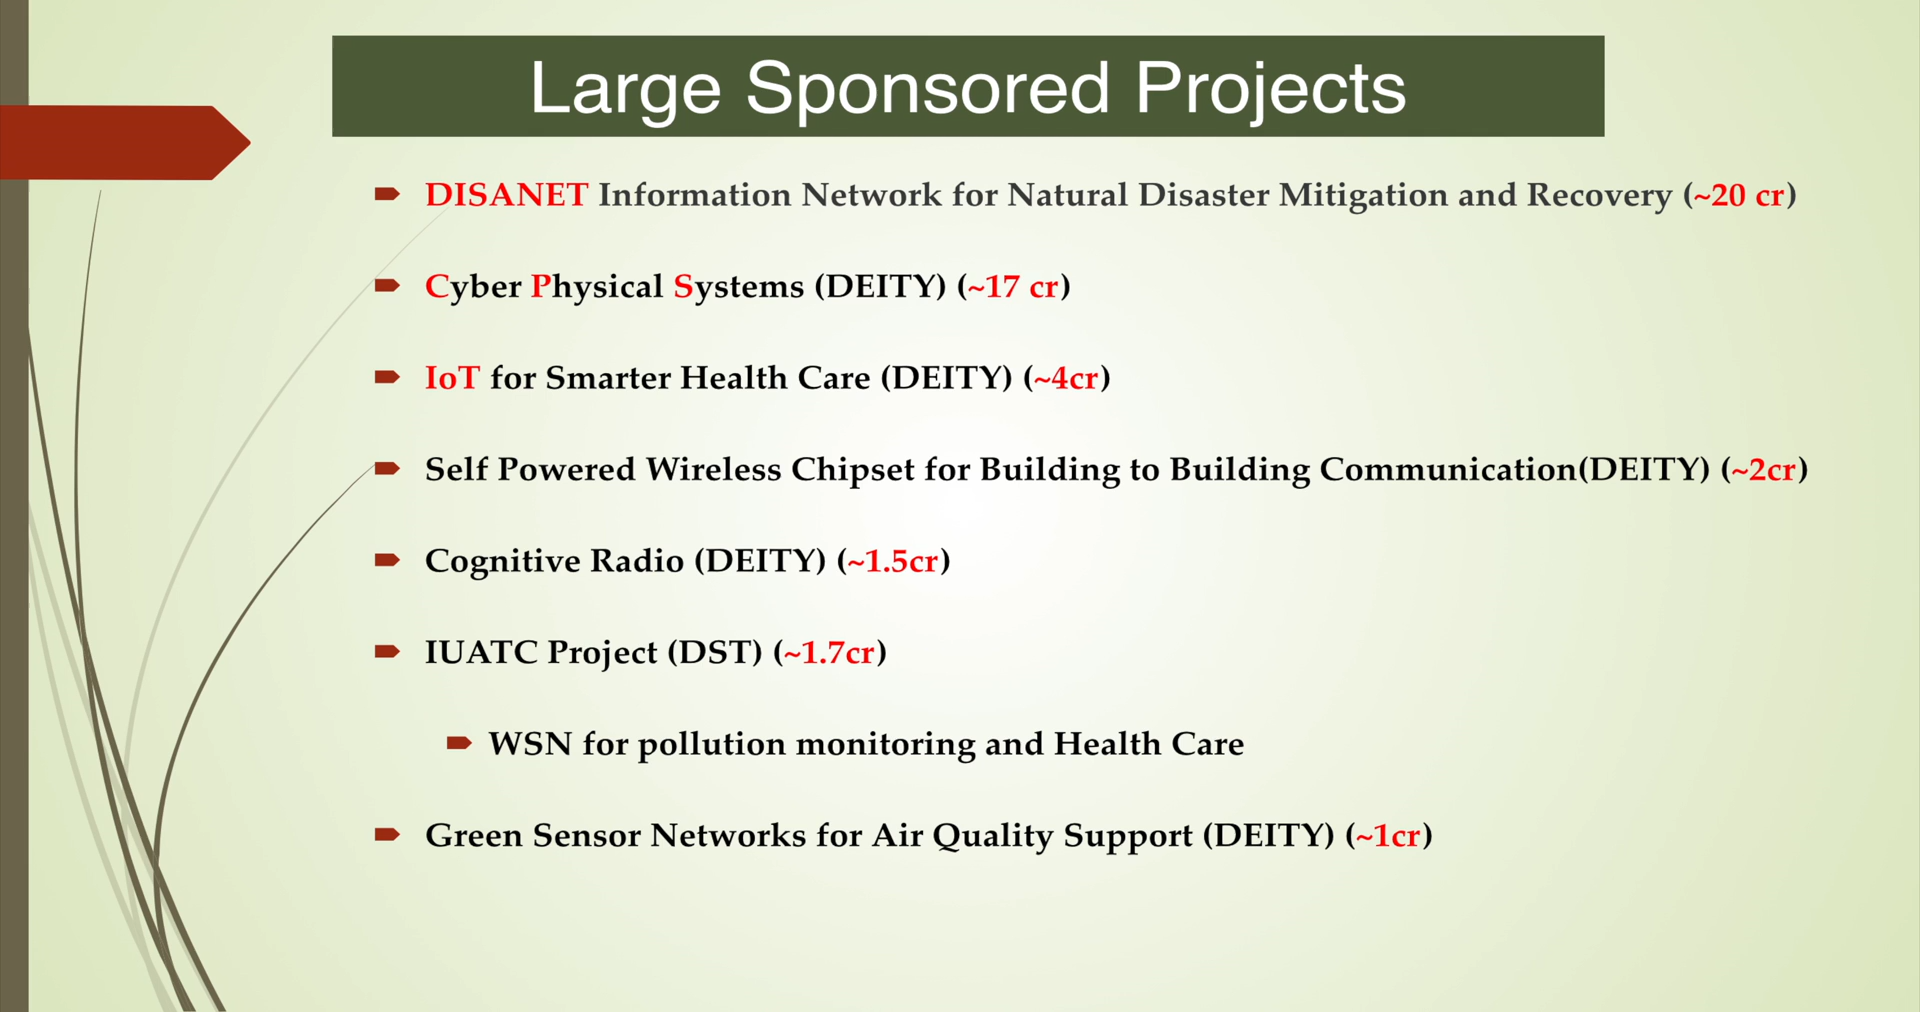 Large Sponsored Projects
DISANET Information Network for Natural Disaster Mitigation and Recovery (~20 cr)
Cyber Physical Systems (DEITY) (~17 cr)
IoT for Smarter Health Care (DEITY) (~4cr)
Self Powered Wireless Chipset for Building to Building Communication(DEITY) (~2cr)
Cognitive Radio (DEITY) (~1.5cr)
IUATC Project (DST) (~1.7cr)
WSN for pollution monitoring and Health Care
Green Sensor Networks for Air Quality Support (DEITY) (~1cr)